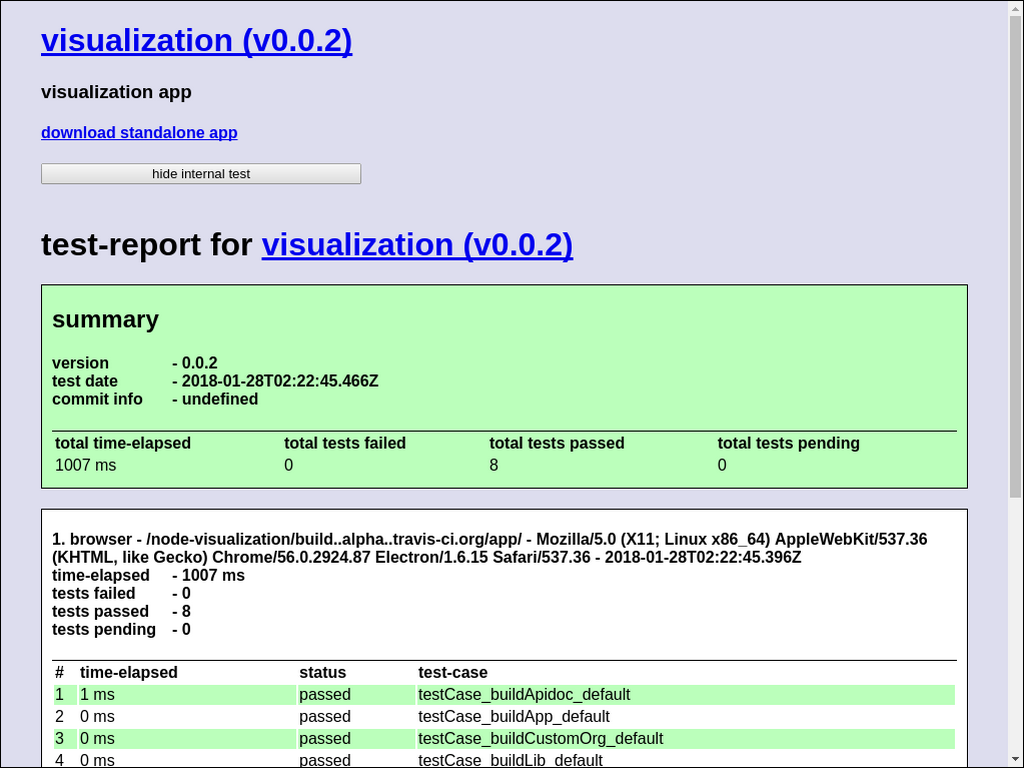 visualization (v0.0.2)
visualization app
download standalone app
hide internal test
test-report for visualization (v0.0.2)
summary
version - 0.0.2
test date - 2018-01-28T02:22:45.466Z
commit info - undefined
total time-elapsed total tests failed total tests passed total tests pending
1007 ms 0 8 0
1. browser - /node-visualization/build..alpha..travis-ci.org/app/ - Mozilla/5.0 (X11; Linux x86_64) AppleWebKit/537.36
(KHTML, like Gecko) Chrome/56.0.2924.87 Electron/1.6.15 Safari/537.36 - 2018-01-28T02:22:45.396Z
time-elapsed - 1007 ms
tests failed - 0
tests passed - 8
tests pending - 0
# time-elapsed status test-case
1 1 ms passed testCase_buildApidoc_default
2 0 ms passed testCase_buildApp_default
3 0 ms passed testCase_buildCustomOrg_default
4 0 ms passed testCase_buildLib_default